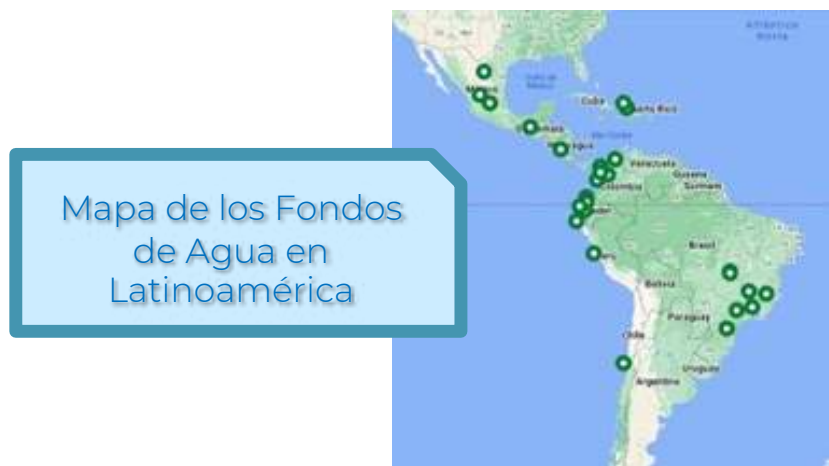 Mapa de los Fondos
de Agua en
Latinoamérica
Cuba
Puerto Rico
Venezuela
Guyana
Surinam
Colombia
Brasil
Bolivia
Paraguay
Chile
Uruguay
Argentina